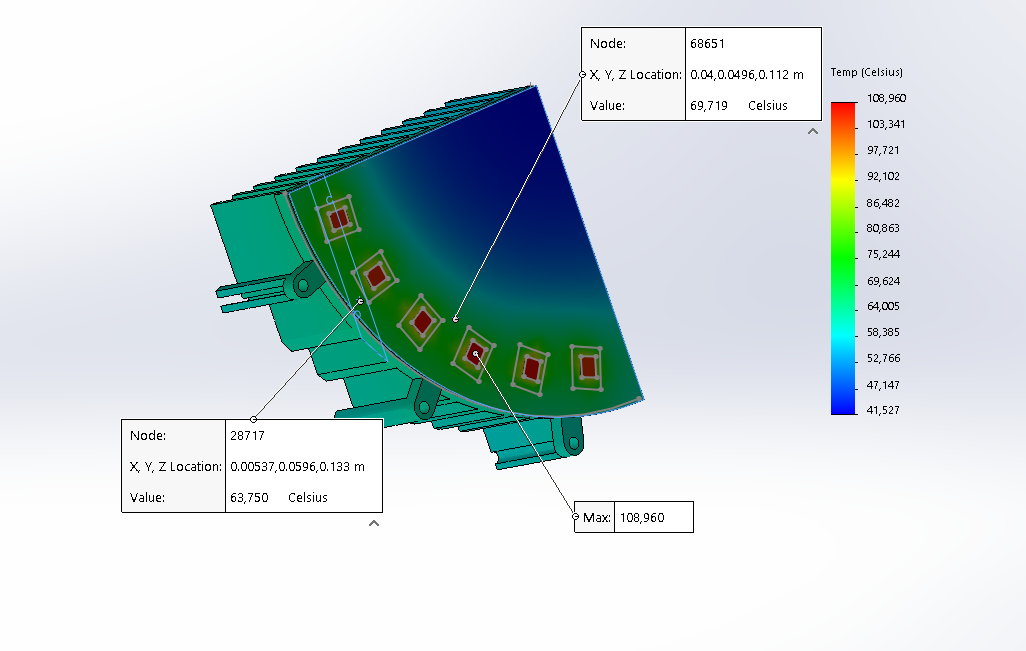 Node: 68651
X, Y, Z Location: 0.04,0.0496,0.112 m
Value: 69,719 Celsius
Temp (Celsius)
108,960
103,341
97,721
92,102
86,482
80,863
75,244
69,624
64,005
58,385
52,766
47,147
41,527
Node: 28717
X, Y, Z Location: 0.00537,0.0596,0.133 m
Value: 63,750 Celsius
Max: 108,960